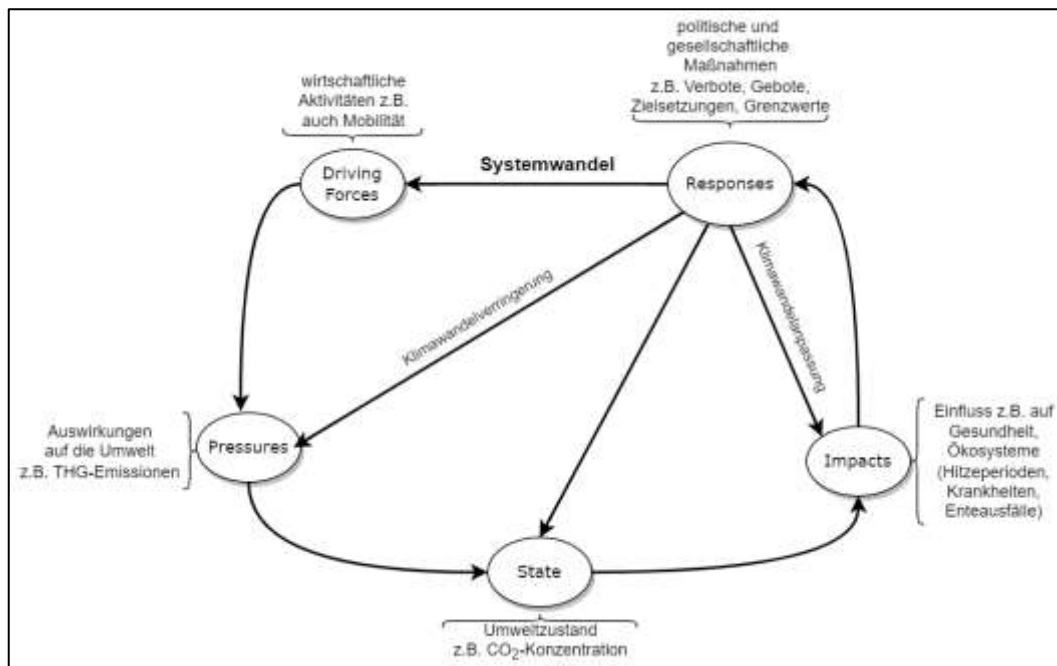 politische und
gesellschaftliche
Maßnahmen
z.B. Verbote, Gebote,
Zielsetzungen, Grenzwerte
wirtschaftliche
Aktivitäten z.B.
auch Mobilität
Systemwandel
Driving
Forces
Responses
Klimawandelverringerung
Klimawandelanpassung
Auswirkungen
auf die Umwelt
z.B. THG-Emissionen
Pressures
Impacts
Einfluss z.B. auf
Gesundheit,
Ökosysteme
(Hitzeperioden,
Krankheiten,
Enteausfälle)
State
Umweltzustand
z.B. CO₂-Konzentration